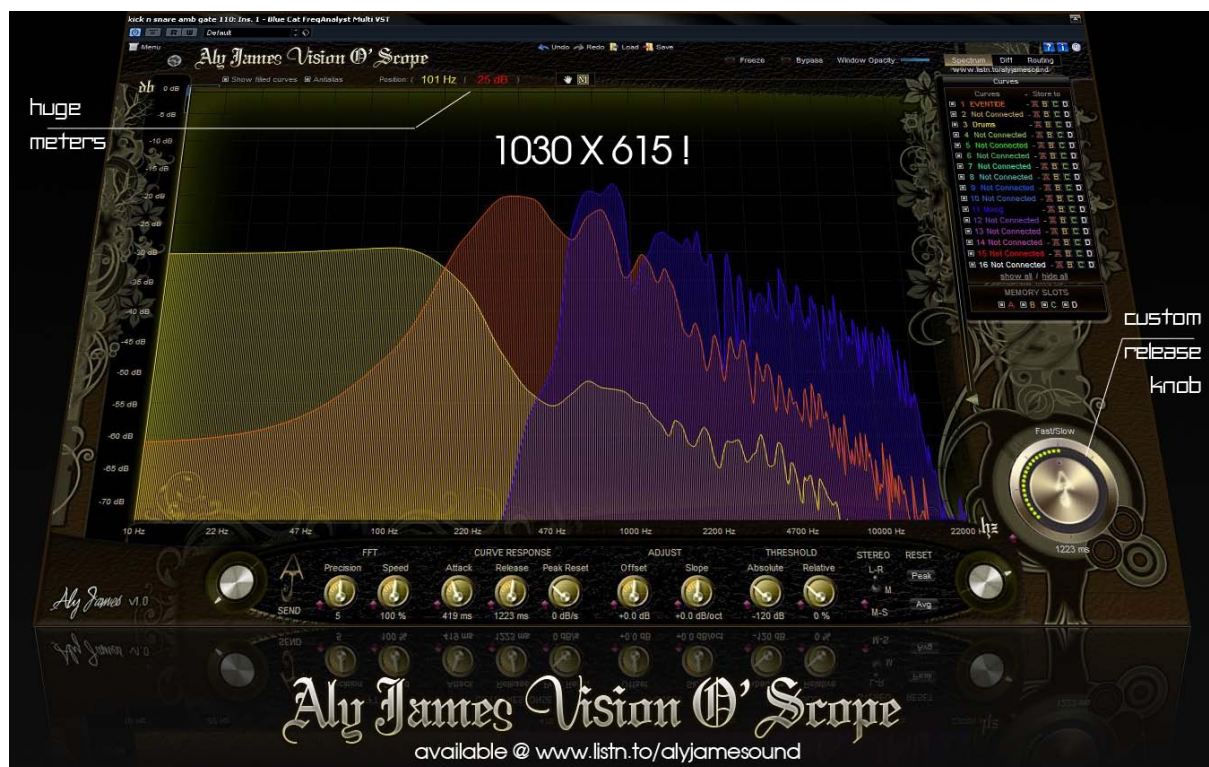 kick n snare amb gate 110: Ins. 1 - Blue Cat FreqAnalyst Multi VST
R W Default
Menu
Aly James Vision O' Scope
Undo Redo Load Save
Freeze Bypass Window Opacity
Spectrum Diff Routing
www.listn.to/alyjamesound
Show filled curves Antialias Position: ( 101 Hz ; 25 dB )
huge
meters
1030 X 615 !
db 0 dB
-5 dB
-10 dB
-15 dB
-20 dB
-25 dB
-30 dB
-35 dB
-40 dB
-45 dB
-50 dB
-55 dB
-60 dB
-65 dB
-70 dB
Curves
Curves - Store to
1 EVENTIDE - A B C D
2 Not Connected - A B C D
3 Drums - A B C D
4 Not Connected - A B C D
5 Not Connected - A B C D
6 Not Connected - A B C D
7 Not Connected - A B C D
8 Not Connected - A B C D
9 Not Connected - A B C D
10 Not Connected - A B C D
11 - A B C D
12 Not Connected - A B C D
13 Not Connected - A B C D
14 Not Connected - A B C D
15 Not Connected - A B C D
16 Not Connected - A B C D
show all / hide all
MEMORY SLOTS
A B C D
custom
release
knob
Fast/Slow
1223 ms
10 Hz 22 Hz 47 Hz 100 Hz 220 Hz 470 Hz 1000 Hz 2200 Hz 4700 Hz 10000 Hz 22000 hz
FFT CURVE RESPONSE ADJUST THRESHOLD STEREO RESET
Precision Speed Attack Release Peak Reset Offset Slope Absolute Relative
L-R
M
M-S
Peak
Avg
SEND
5 100 % 419 ms 1223 ms 0 dB/s +0.0 dB +0.0 dB/oct -120 dB 0 %
Aly James v1.0
Aly James Vision O' Scope
available @ www.listn.to/alyjamesound